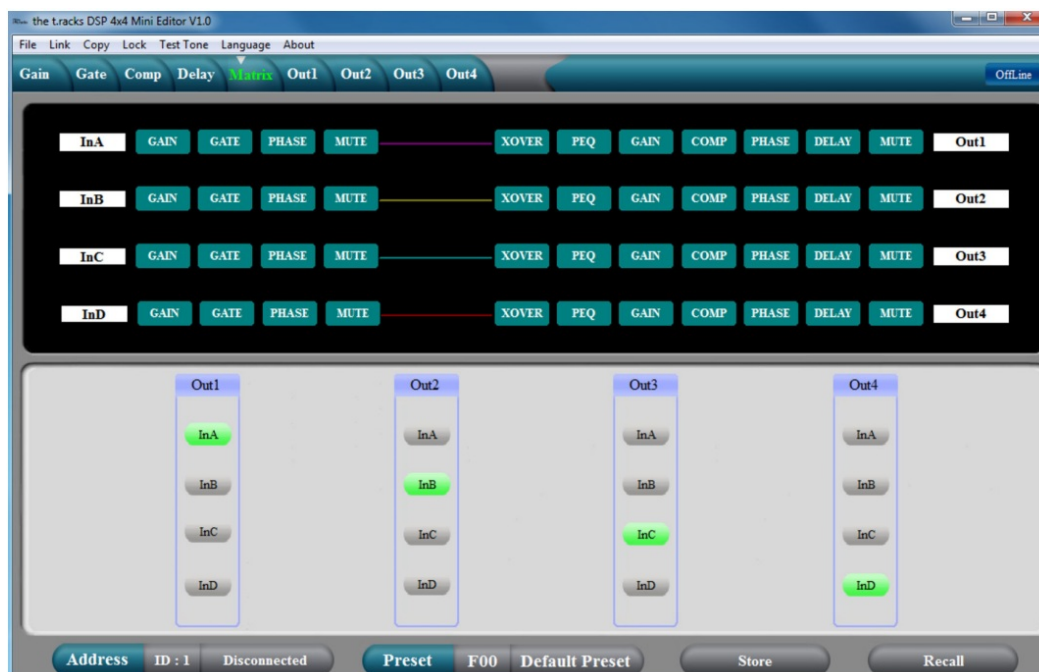 the t.racks DSP 4x4 Mini Editor V1.0
File Link Copy Lock Test Tone Language About
Gain Gate Comp Delay Matrix Out1 Out2 Out3 Out4 OffLine
InA GAIN GATE PHASE MUTE XOVER PEQ GAIN COMP PHASE DELAY MUTE Out1
InB GAIN GATE PHASE MUTE XOVER PEQ GAIN COMP PHASE DELAY MUTE Out2
InC GAIN GATE PHASE MUTE XOVER PEQ GAIN COMP PHASE DELAY MUTE Out3
InD GAIN GATE PHASE MUTE XOVER PEQ GAIN COMP PHASE DELAY MUTE Out4
Out1 Out2 Out3 Out4
InA InA InA InA
InB InB InB InB
InC InC InC InC
InD InD InD InD
Address ID : 1 Disconnected Preset F00 Default Preset Store Recall